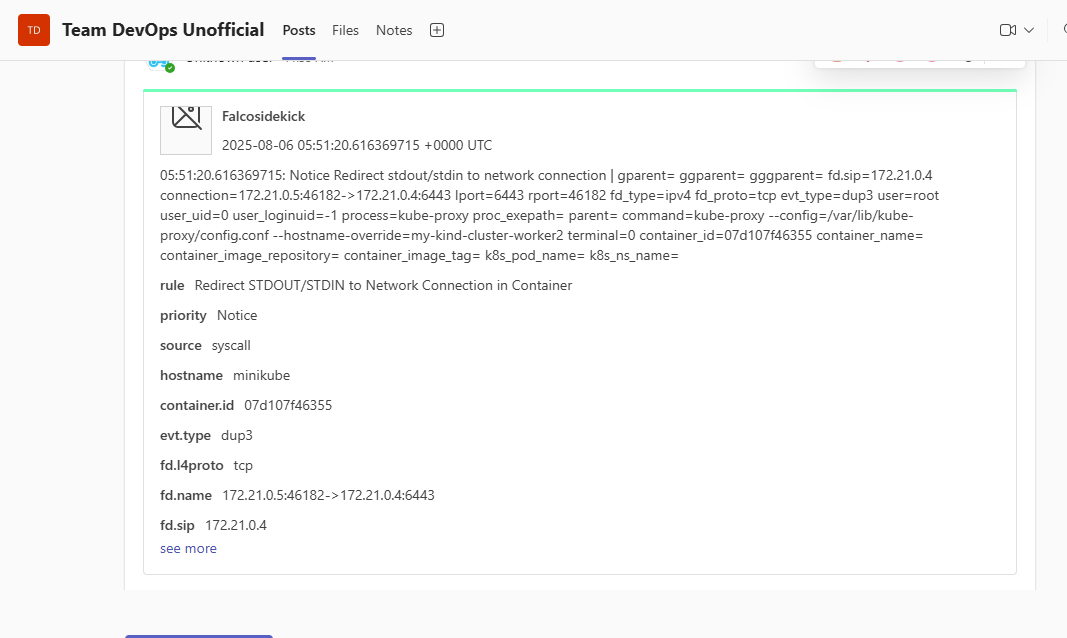 TD
Team DevOps Unofficial
Posts
Files
Notes
Falcosidekick
2025-08-06 05:51:20.616369715 +0000 UTC
05:51:20.616369715: Notice Redirect stdout/stdin to network connection | gparent= ggparent= gggparent= fd.sip=172.21.0.4
connection=172.21.0.5:46182->172.21.0.4:6443 lport=6443 rport=46182 fd_type=ipv4 fd_proto=tcp evt_type=dup3 user=root
user_uid=0 user_loginuid=-1 process=kube-proxy proc_exepath= parent= command=kube-proxy --config=/var/lib/kube-
proxy/config.conf --hostname-override=my-kind-cluster-worker2 terminal=0 container_id=07d107f46355 container_name=
container_image_repository= container_image_tag= k8s_pod_name= k8s_ns_name=
rule Redirect STDOUT/STDIN to Network Connection in Container
priority Notice
source syscall
hostname minikube
container.id 07d107f46355
evt.type dup3
fd.l4proto tcp
fd.name 172.21.0.5:46182->172.21.0.4:6443
fd.sip 172.21.0.4
see more